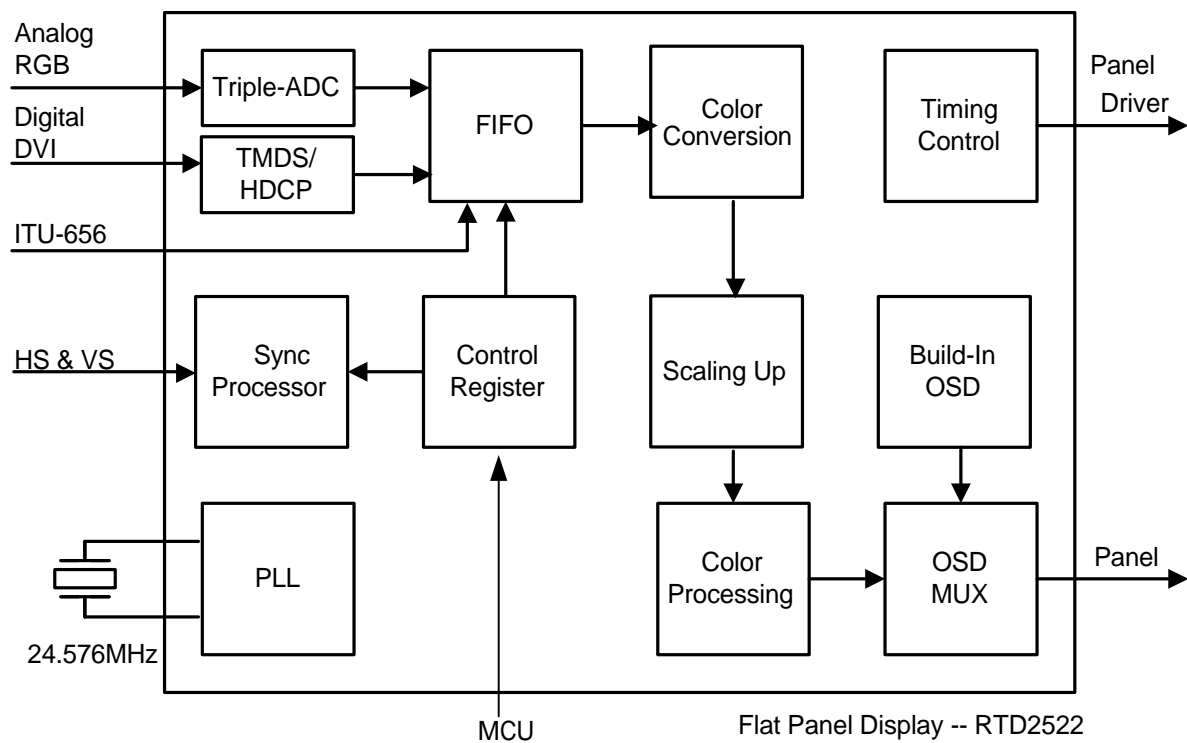 Analog
RGB
Triple-ADC
Digital
DVI
TMDS/
HDCP
ITU-656
FIFO
Color
Conversion
Timing
Control
Panel
Driver
HS & VS
Sync
Processor
Control
Register
Scaling Up
Build-In
OSD
24.576MHz
PLL
Color
Processing
OSD
MUX
Panel
MCU
Flat Panel Display -- RTD2522